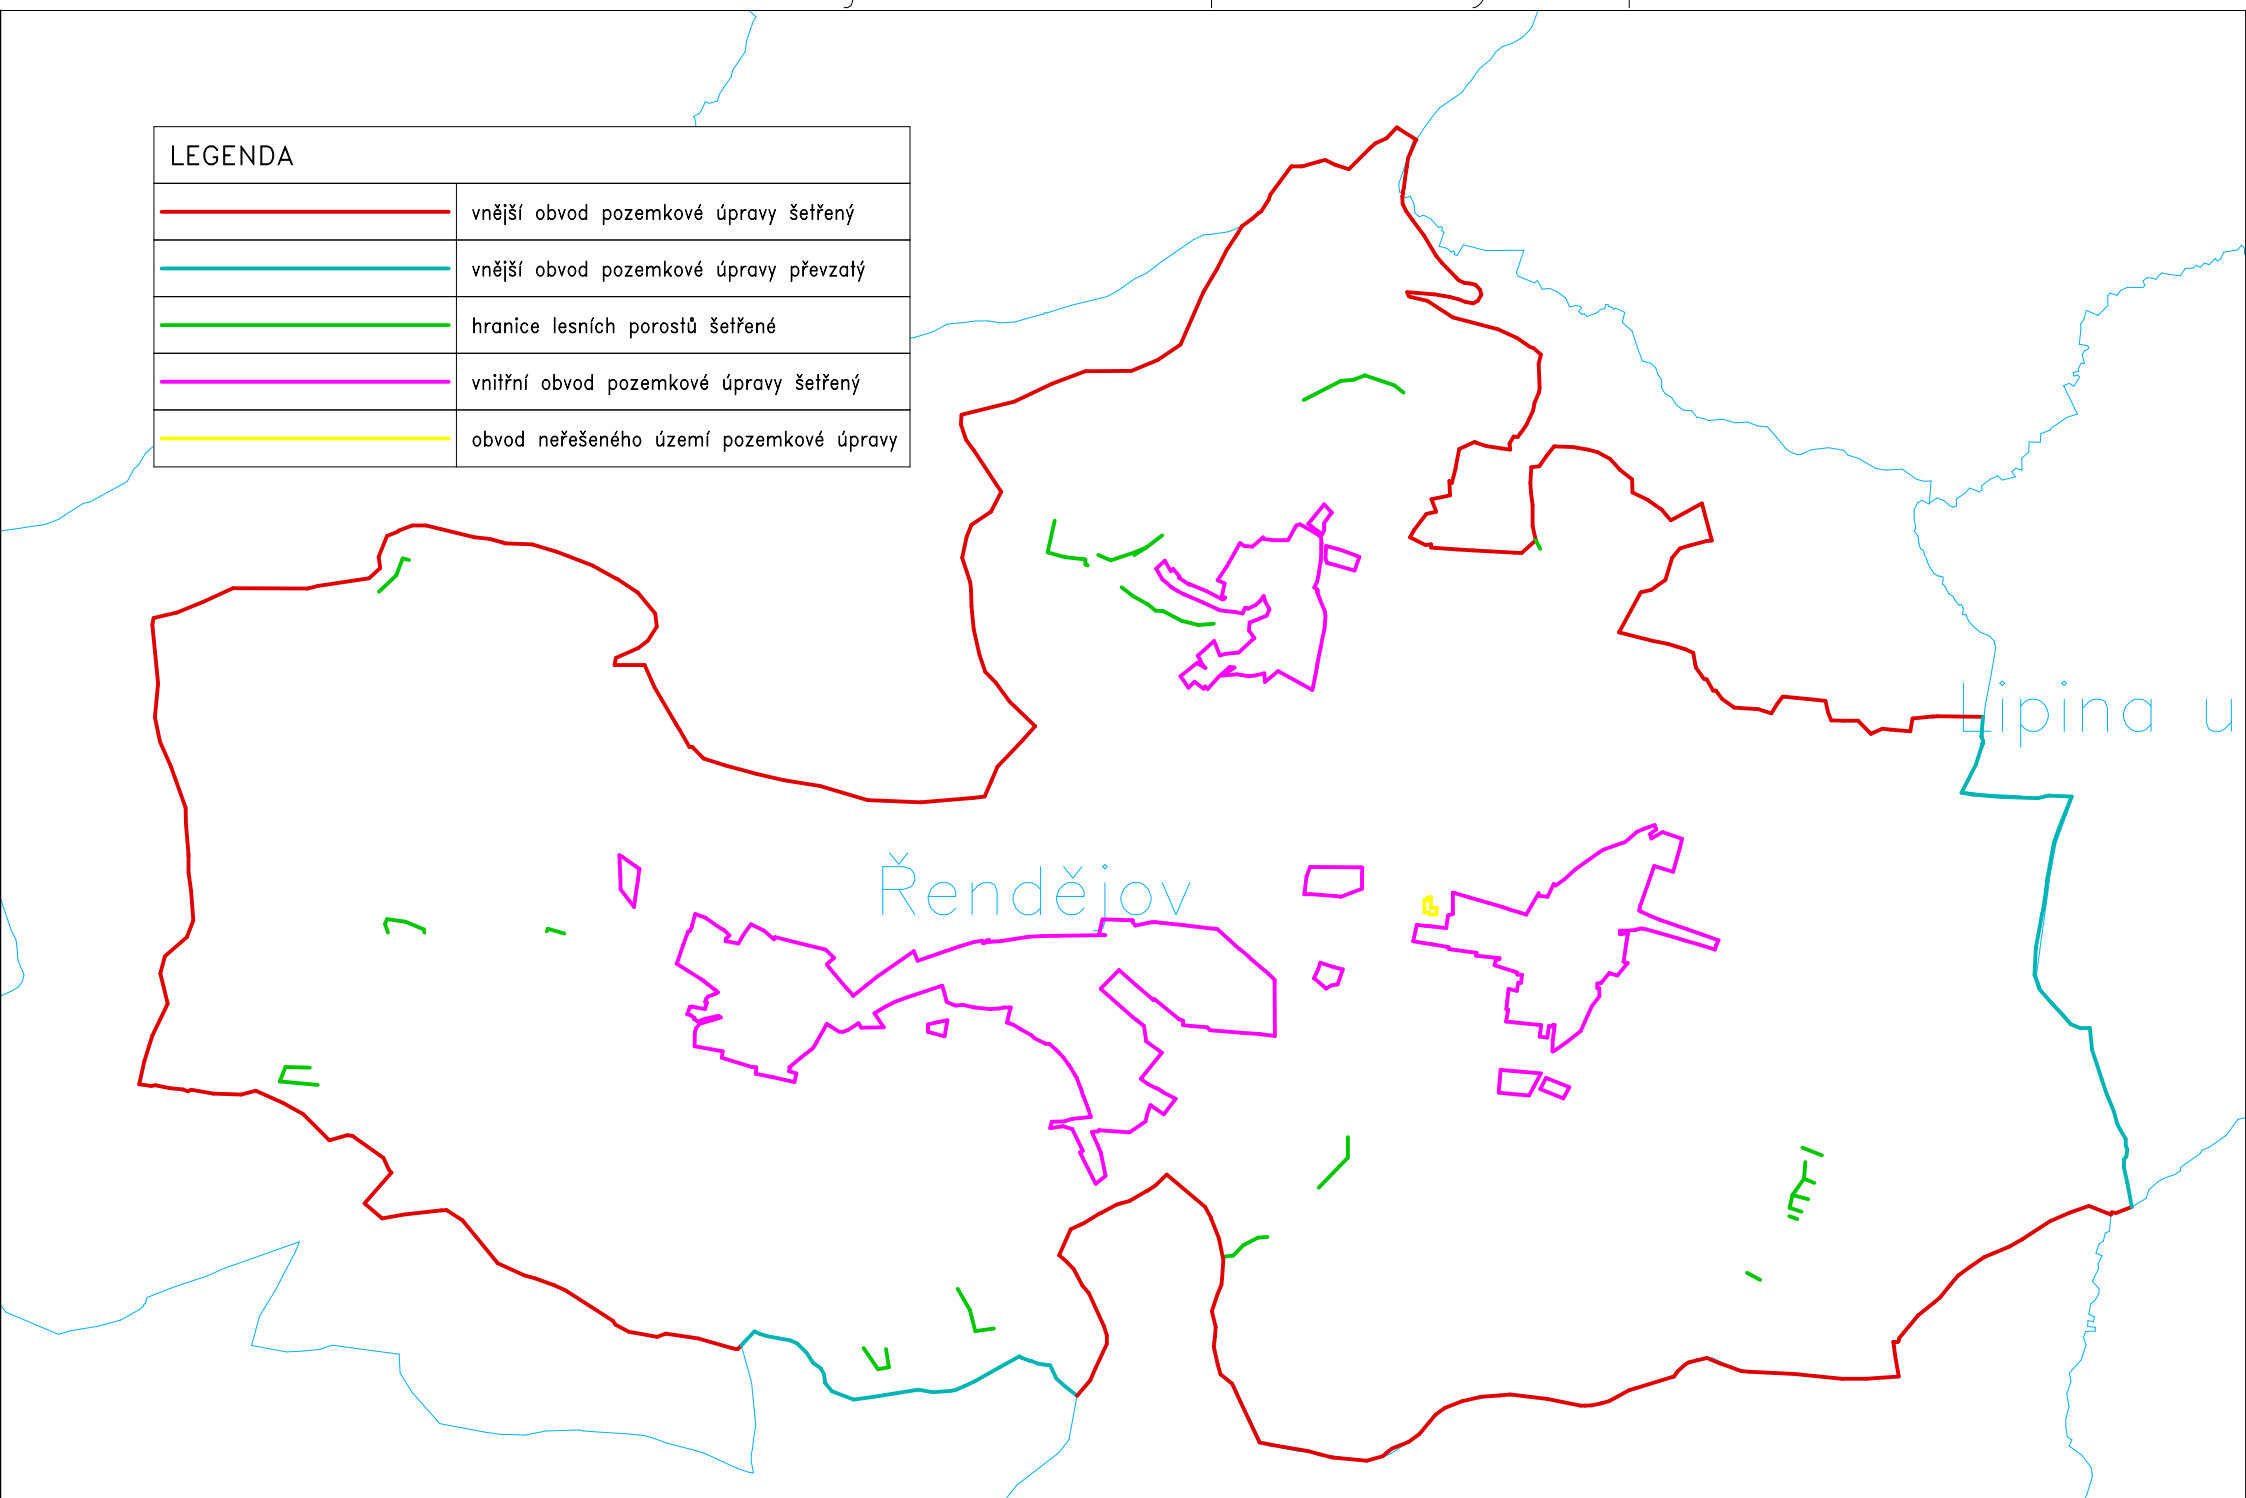 LEGENDA
vnější obvod pozemkové úpravy šetřený
vnější obvod pozemkové úpravy převzatý
hranice lesních porostů šetřené
vnitřní obvod pozemkové úpravy šetřený
obvod neřešeného území pozemkové úpravy
Lipina u
Řendějov